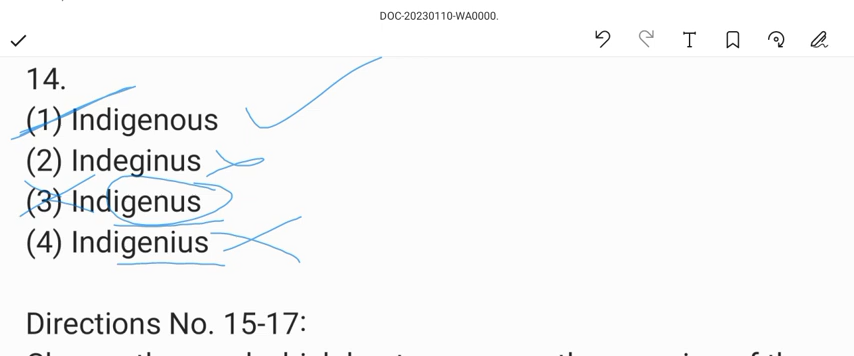 DOC-20230110-WA0000.
T
14.
(1) Indigenous
(2) Indeginus
(3) Indigenus
(4) Indigenius
Directions No. 15-17: